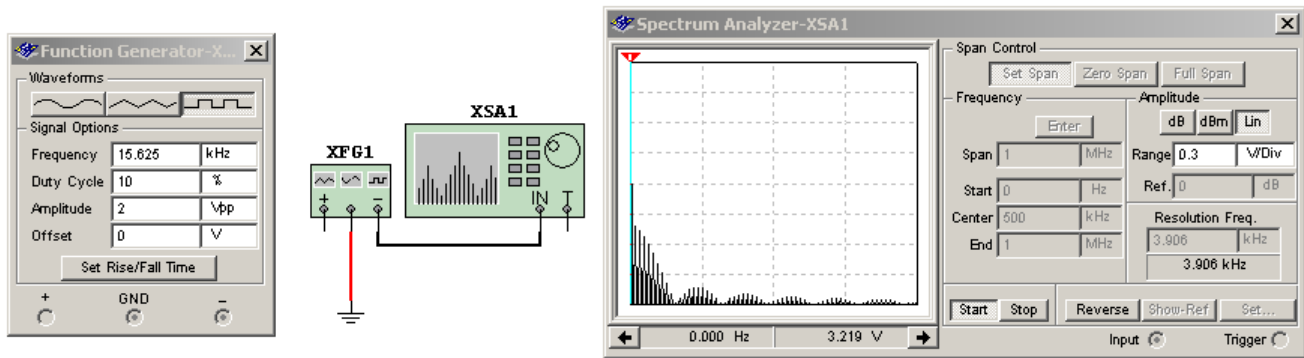 Function Generator-X...
Waveforms
Signal Options
Frequency 15.625 kHz
Duty Cycle 10 %
Amplitude 2 Vpp
Offset 0 V
Set Rise/Fall Time
+ GND −
XFG1
+ −
XSA1
IN T
Spectrum Analyzer-XSA1
0.000 Hz 3.219 V
Span Control
Set Span Zero Span Full Span
Frequency
Enter
Span 1 MHz
Start 0 Hz
Center 500 kHz
End 1 MHz
Amplitude
dB dBm Lin
Range 0.3 V/Div
Ref. 0 dB
Resolution Freq.
3.906 kHz
3.906 kHz
Start Stop Reverse Show-Ref Set...
Input Trigger